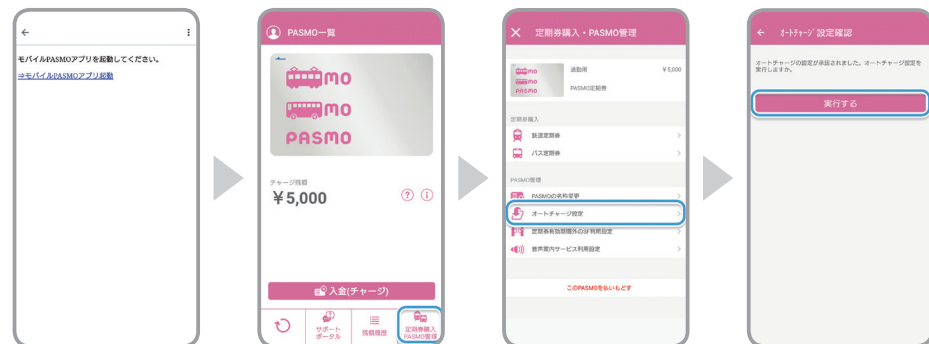 モバイルPASMOアプリを起動してください。
⇒モバイルPASMOアプリ起動
PASMO一覧
mo
mo
PASMO
チャージ残額
¥5,000
入金(チャージ)
サポート
ポータル
残額履歴
定期券購入
PASMO管理
定期券購入・PASMO管理
mo
mo
PASMO
通勤用
¥5,000
PASMO定期券
定期券購入
鉄道定期券
バス定期券
PASMO管理
PASMOの名称変更
オートチャージ設定
定期券有効期間外のSF利用設定
音声案内サービス利用設定
このPASMOを払いもどす
オートチャージ設定確認
オートチャージの設定が承認されました。オートチャージ設定を
実行しますか。
実行する